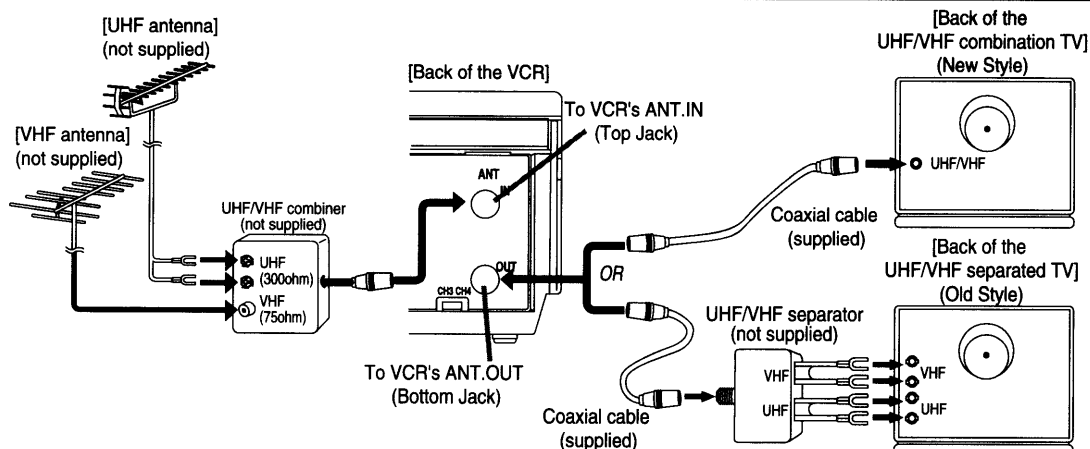 [UHF antenna]
(not supplied)
[VHF antenna]
(not supplied)
UHF/VHF combiner
(not supplied)
UHF
(300ohm)
VHF
(75ohm)
[Back of the VCR]
To VCR's ANT.IN
(Top Jack)
ANT
IN
OUT
CH3 CH4
To VCR's ANT.OUT
(Bottom Jack)
OR
Coaxial cable
(supplied)
[Back of the
UHF/VHF combination TV]
(New Style)
UHF/VHF
Coaxial cable
(supplied)
UHF/VHF separator
(not supplied)
VHF
UHF
[Back of the
UHF/VHF separated TV]
(Old Style)
VHF
UHF